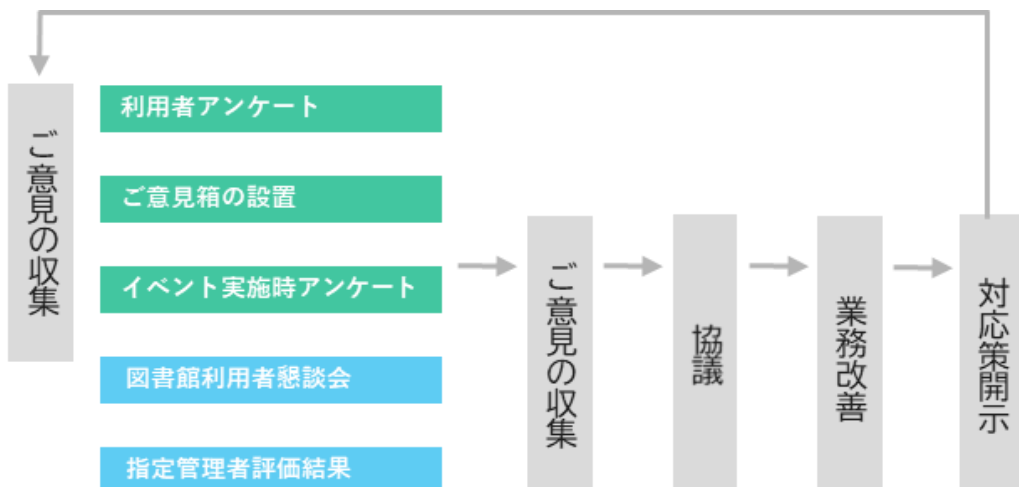 ご意見の収集
利用者アンケート
ご意見箱の設置
イベント実施時アンケート
図書館利用者懇談会
指定管理者評価結果
ご意見の収集
協議
業務改善
対応策開示